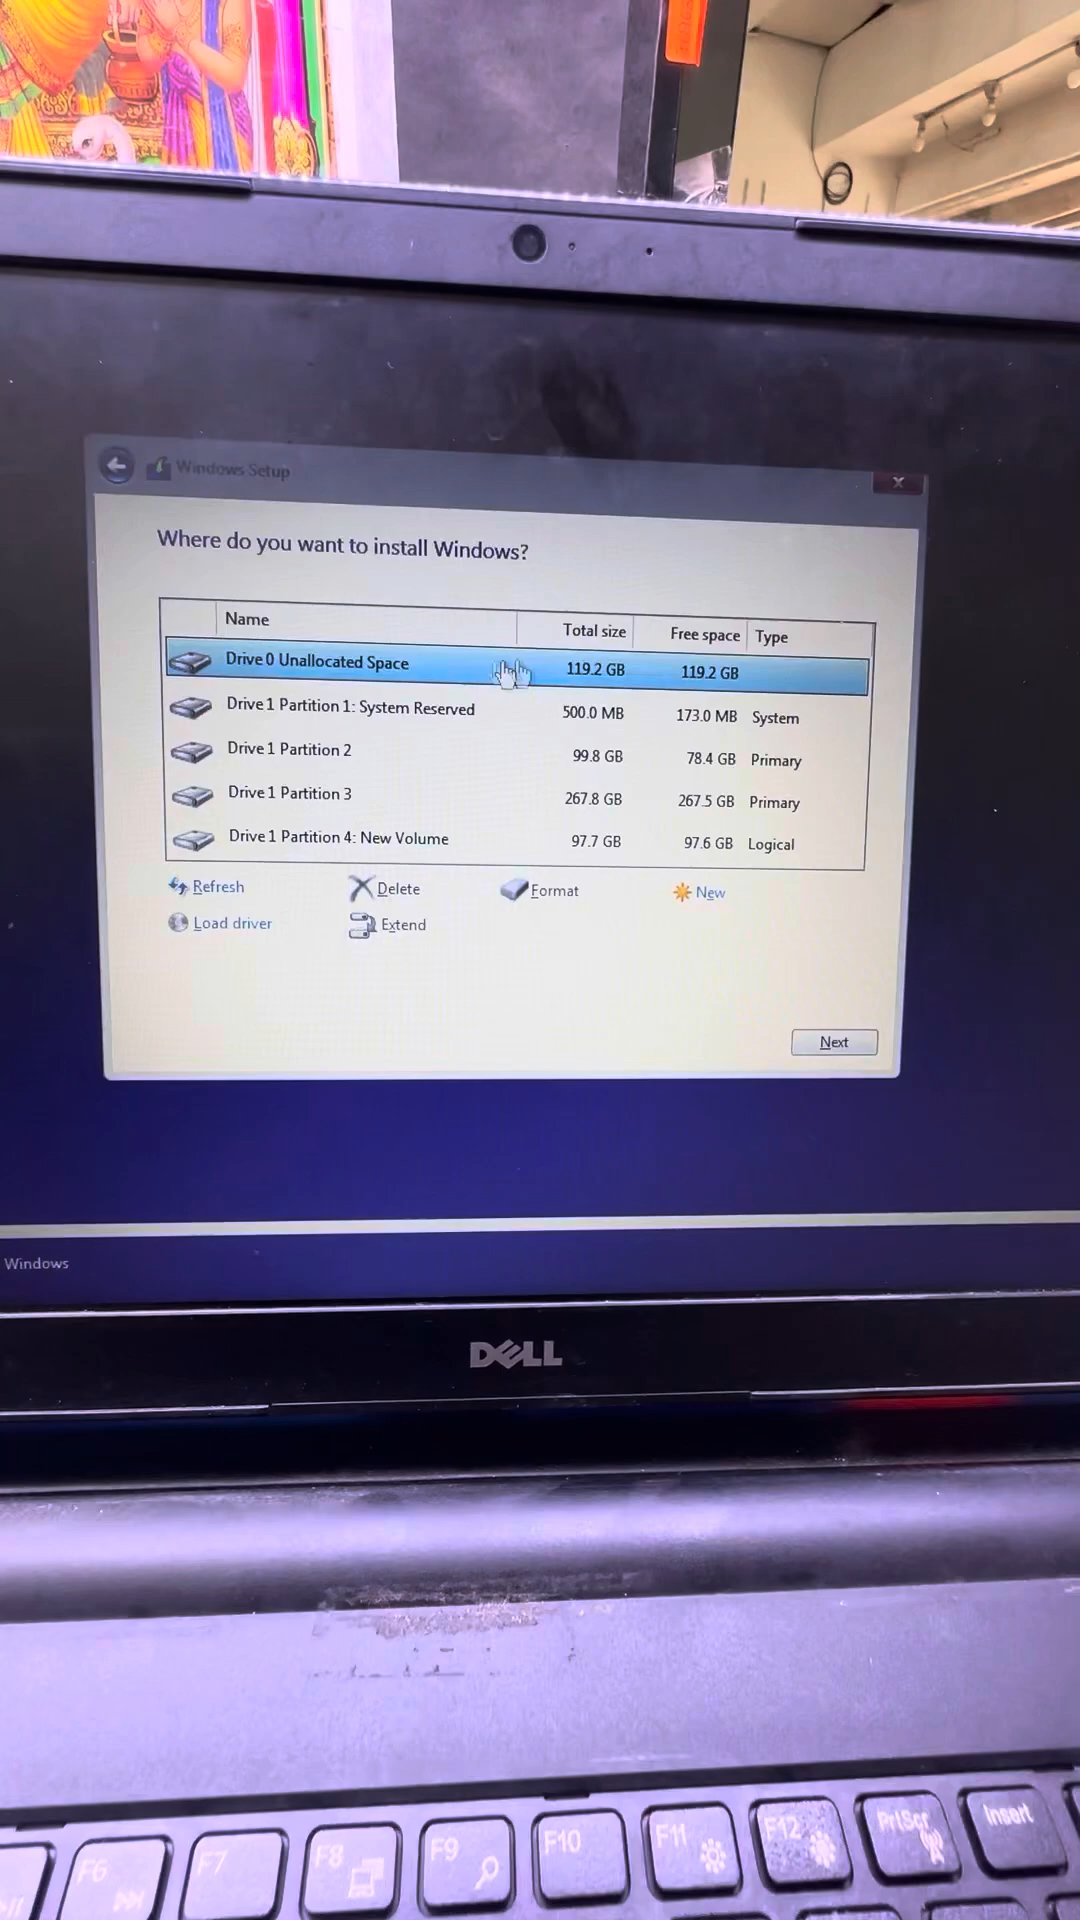 Windows Setup
Where do you want to install Windows?
Name Total size Free space Type
Drive 0 Unallocated Space 119.2 GB 119.2 GB
Drive 1 Partition 1: System Reserved 500.0 MB 173.0 MB System
Drive 1 Partition 2 99.8 GB 78.4 GB Primary
Drive 1 Partition 3 267.8 GB 267.5 GB Primary
Drive 1 Partition 4: New Volume 97.7 GB 97.6 GB Logical
Refresh Delete Format New
Load driver Extend
Next
Windows
DELL
F6 F7 F8 F9 F10 F11 F12 PrtScr Insert